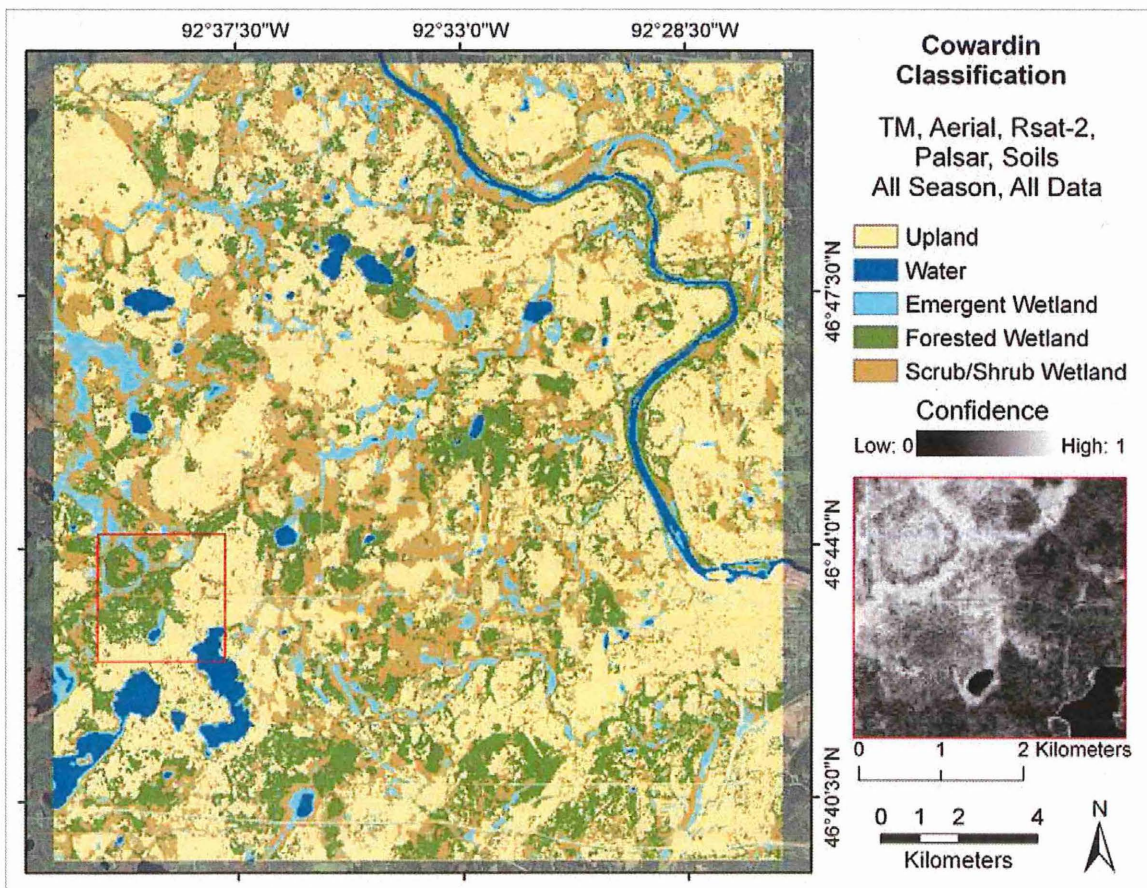 92°37'30"W
92°33'0"W
92°28'30"W
46°47'30"N
46°44'0"N
46°40'30"N
Cowardin
Classification
TM, Aerial, Rsat-2,
Palsar, Soils
All Season, All Data
Upland
Water
Emergent Wetland
Forested Wetland
Scrub/Shrub Wetland
Confidence
Low: 0 High: 1
0 1 2 Kilometers
0 1 2 4
Kilometers
N